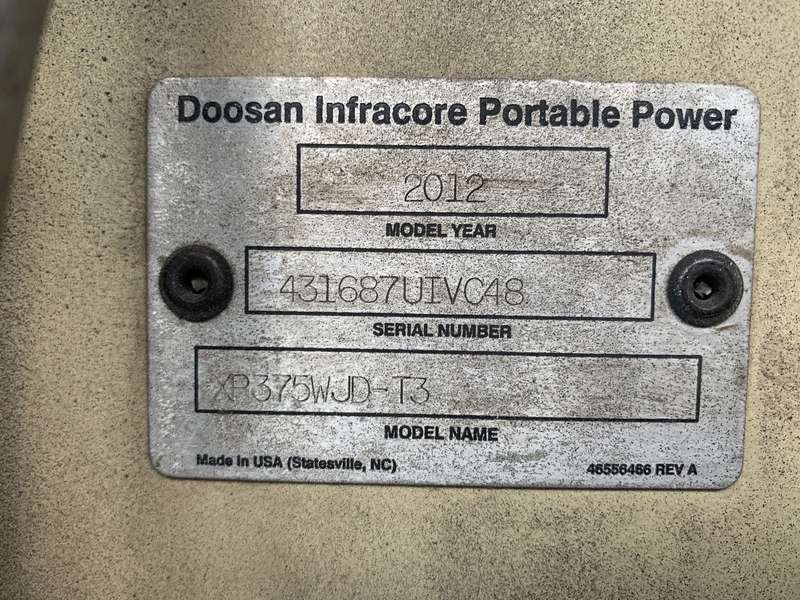 Doosan Infracore Portable Power
2012
MODEL YEAR
431687UIVC48
SERIAL NUMBER
XP375WJD-T3
MODEL NAME
Made In USA (Statesville, NC)
46556466 REV A